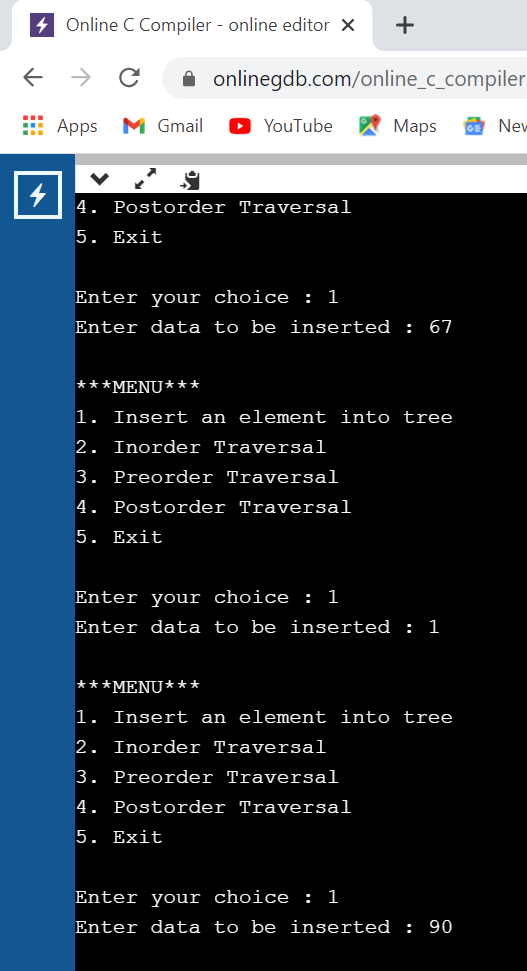 Online C Compiler - online editor
onlinegdb.com/online_c_compiler
Apps Gmail YouTube Maps
4. Postorder Traversal
5. Exit
Enter your choice : 1
Enter data to be inserted : 67
***MENU***
1. Insert an element into tree
2. Inorder Traversal
3. Preorder Traversal
4. Postorder Traversal
5. Exit
Enter your choice : 1
Enter data to be inserted : 1
***MENU***
1. Insert an element into tree
2. Inorder Traversal
3. Preorder Traversal
4. Postorder Traversal
5. Exit
Enter your choice : 1
Enter data to be inserted : 90